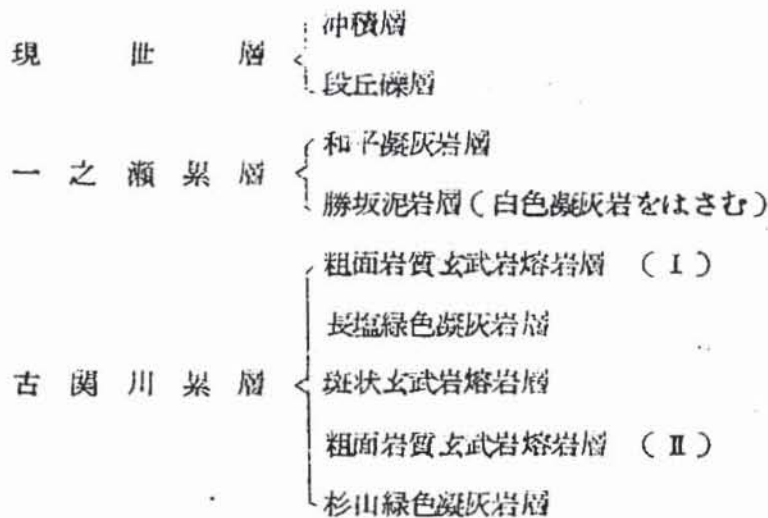 現世層
沖積層
段丘礫層
一之瀬累層
和子凝灰岩層
勝坂泥岩層(白色凝灰岩をはさむ)
古関川累層
粗面岩質玄武岩熔岩層 (Ⅰ)
長塩緑色凝灰岩層
斑状玄武岩熔岩層
粗面岩質玄武岩熔岩層 (Ⅱ)
杉山緑色凝灰岩層